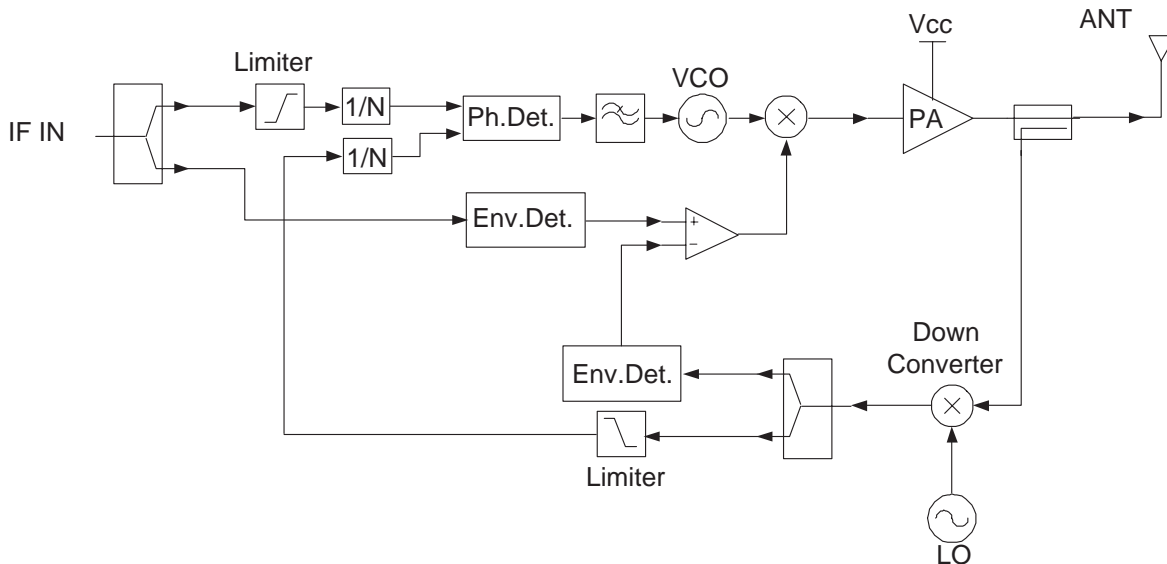 ANT
Vcc
Limiter
VCO
1/N
Ph.Det.
PA
IF IN
1/N
Env.Det.
+
−
Down
Converter
Env.Det.
Limiter
LO